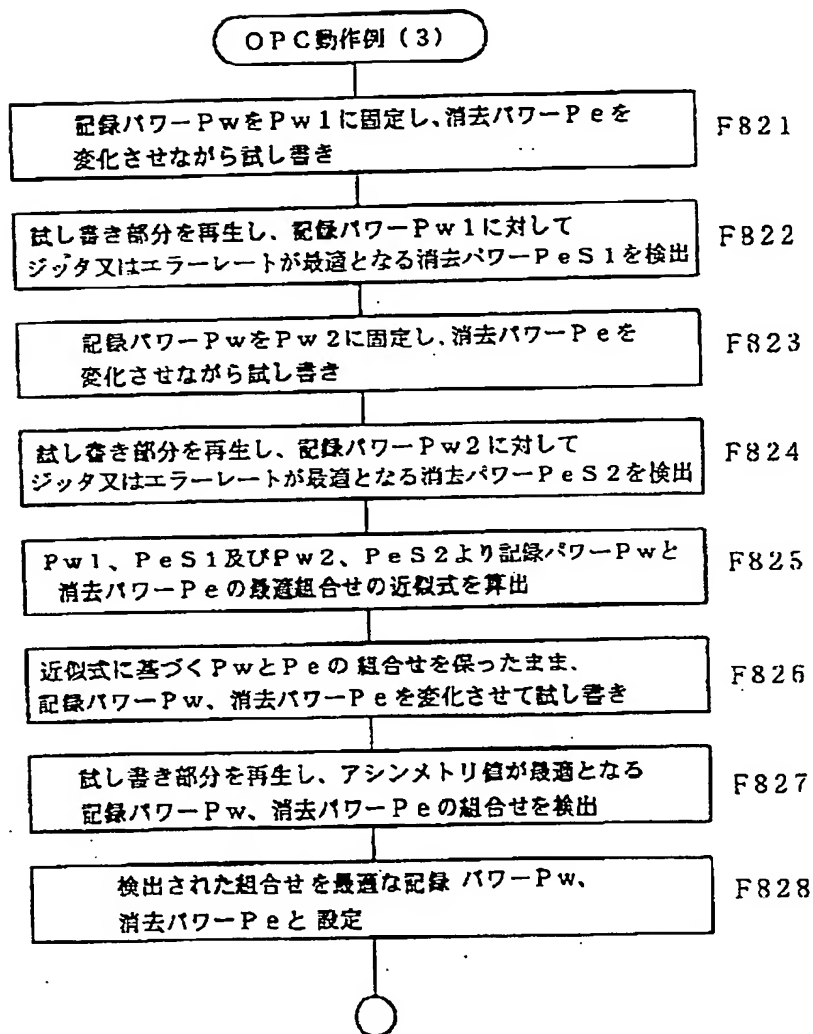 OPC動作例(3)
記録パワーPwをPw1に固定し、消去パワーPeを
変化させながら試し書き
F821
試し書き部分を再生し、記録パワーPw1に対して
ジッタ又はエラーレートが最適となる消去パワーPeS1を検出
F822
記録パワーPwをPw2に固定し、消去パワーPeを
変化させながら試し書き
F823
試し書き部分を再生し、記録パワーPw2に対して
ジッタ又はエラーレートが最適となる消去パワーPeS2を検出
F824
Pw1、PeS1及びPw2、PeS2より記録パワーPwと
消去パワーPeの最適組合せの近似式を算出
F825
近似式に基づくPwとPeの組合せを保ったまま、
記録パワーPw、消去パワーPeを変化させて試し書き
F826
試し書き部分を再生し、アシンメトリ値が最適となる
記録パワーPw、消去パワーPeの組合せを検出
F827
検出された組合せを最適な記録パワーPw、
消去パワーPeと設定
F828